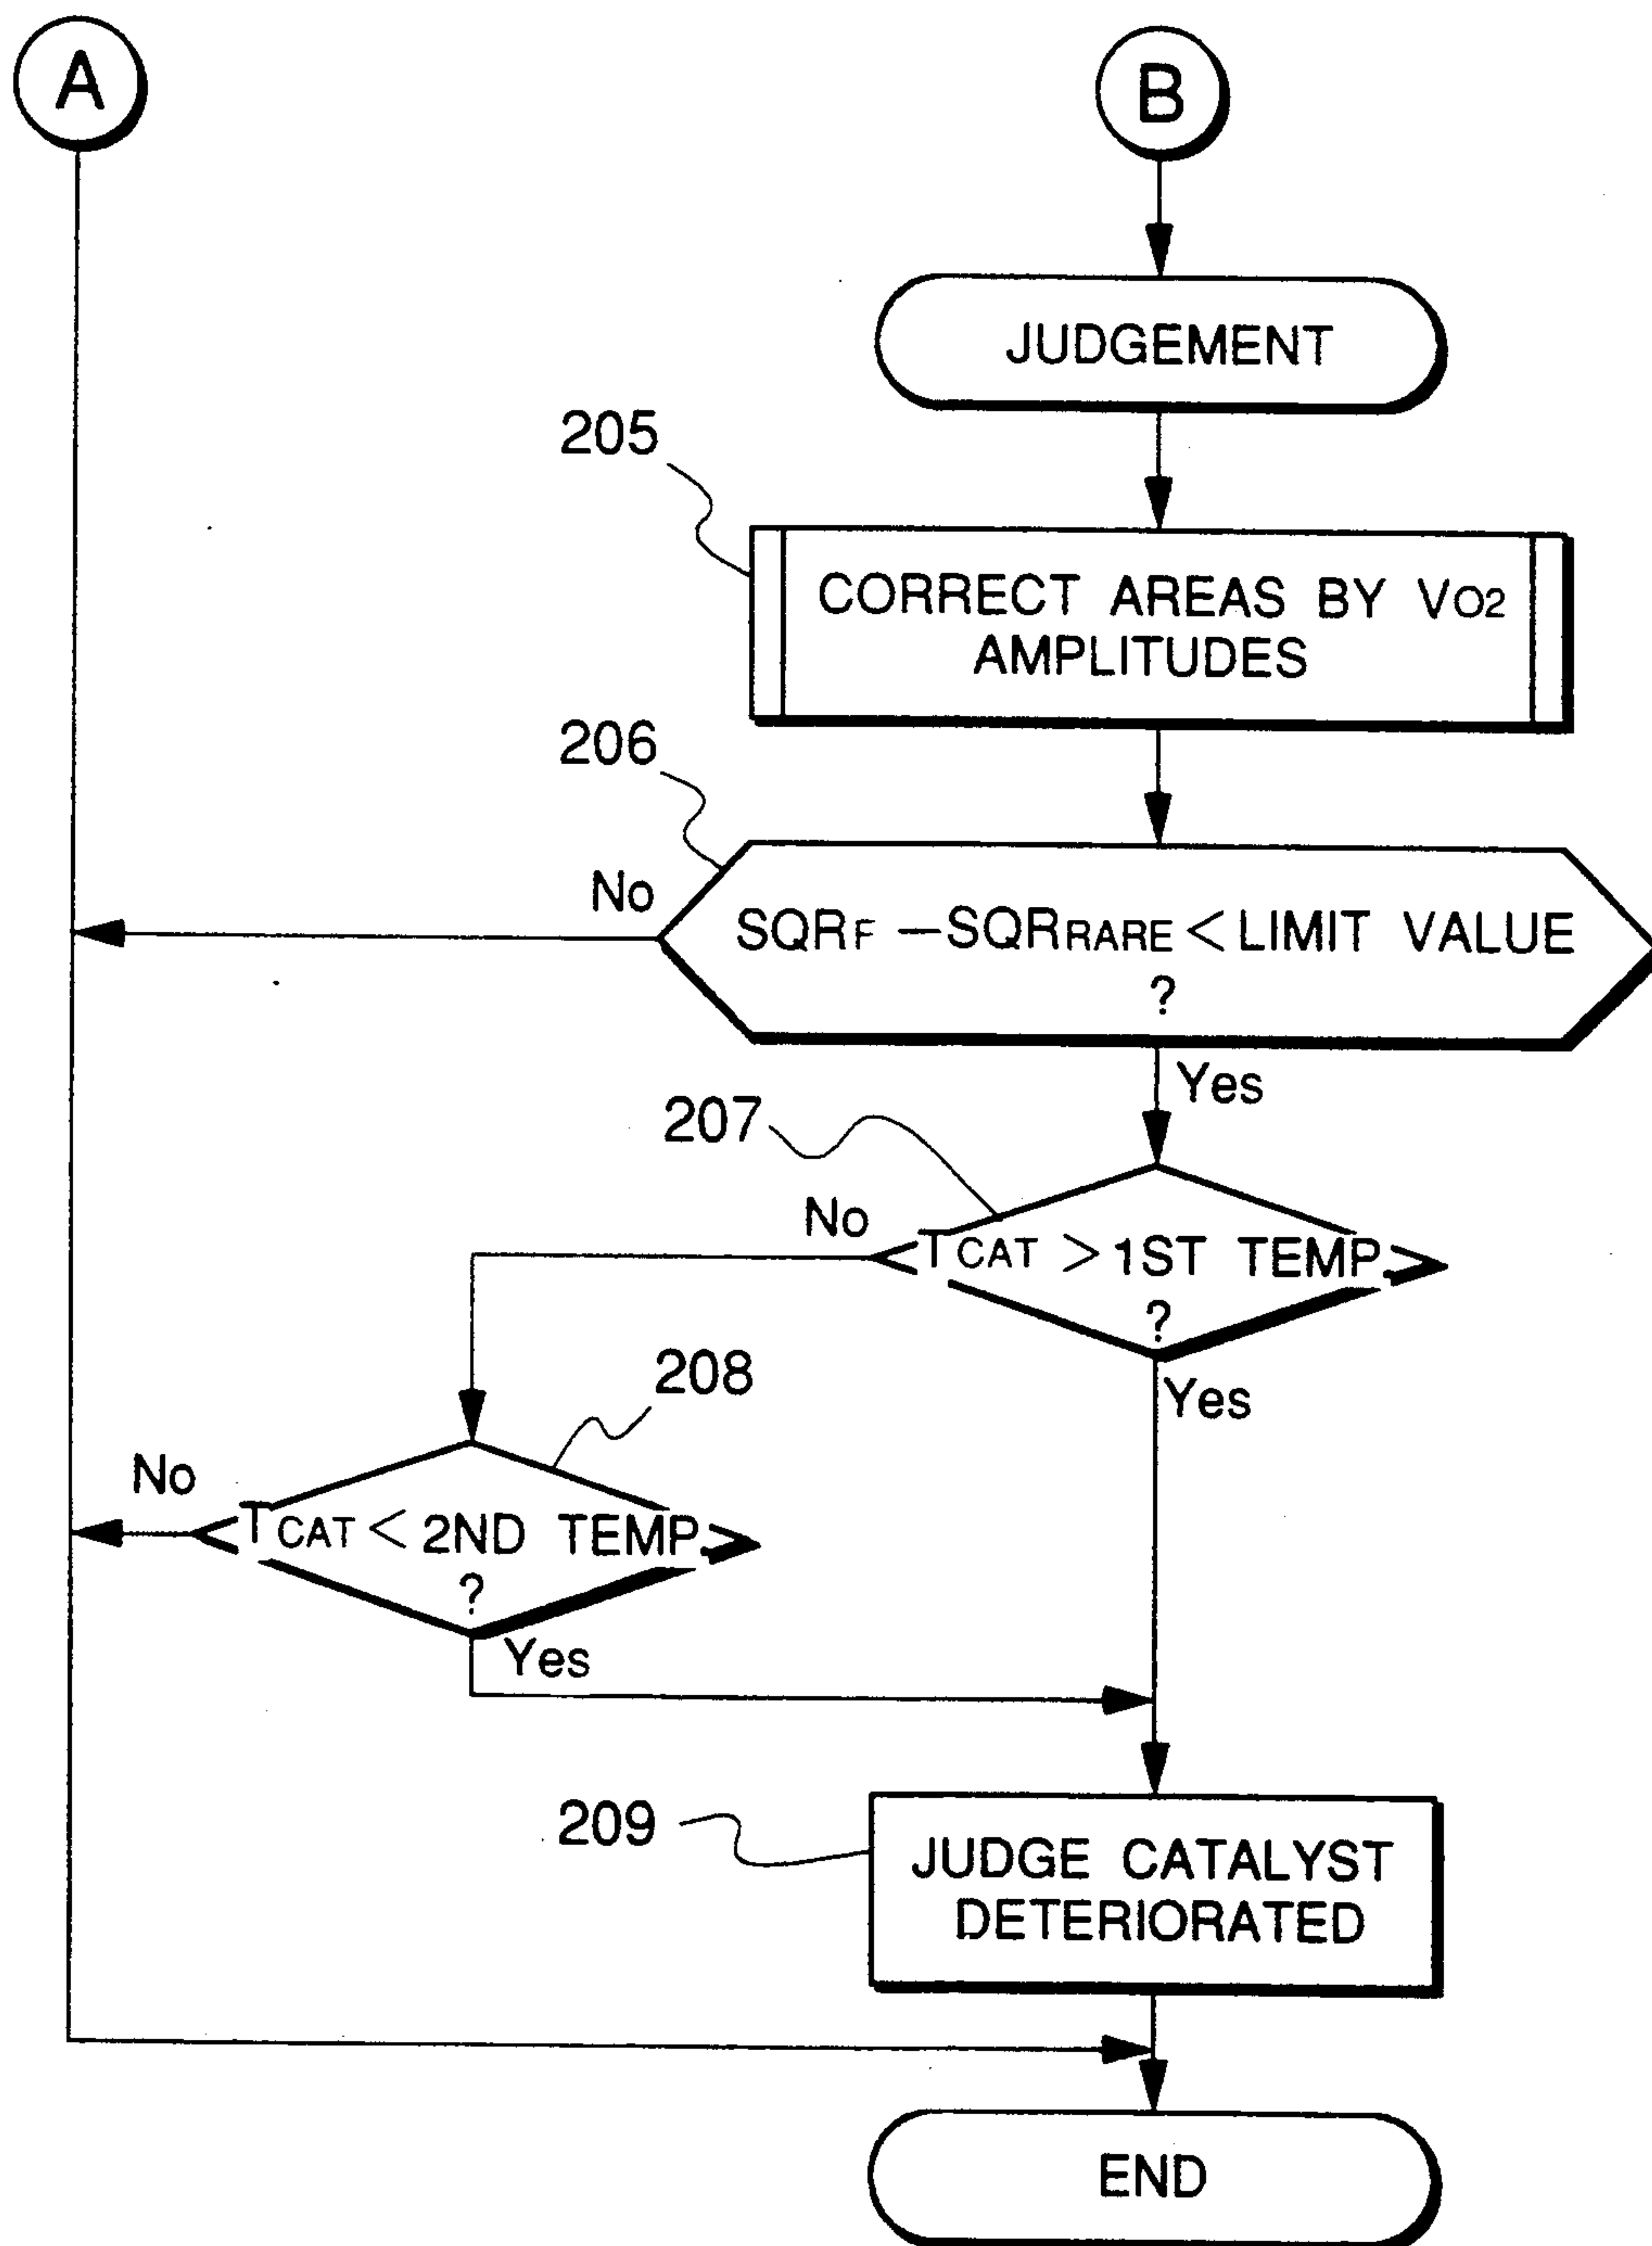 A
B
JUDGEMENT
205
CORRECT AREAS BY VO2
AMPLITUDES
206
No
SQRF -SQRRARE < LIMIT VALUE
?
Yes
207
No
TCAT > 1ST TEMP
?
Yes
208
No
TCAT < 2ND TEMP
?
Yes
209
JUDGE CATALYST
DETERIORATED
END